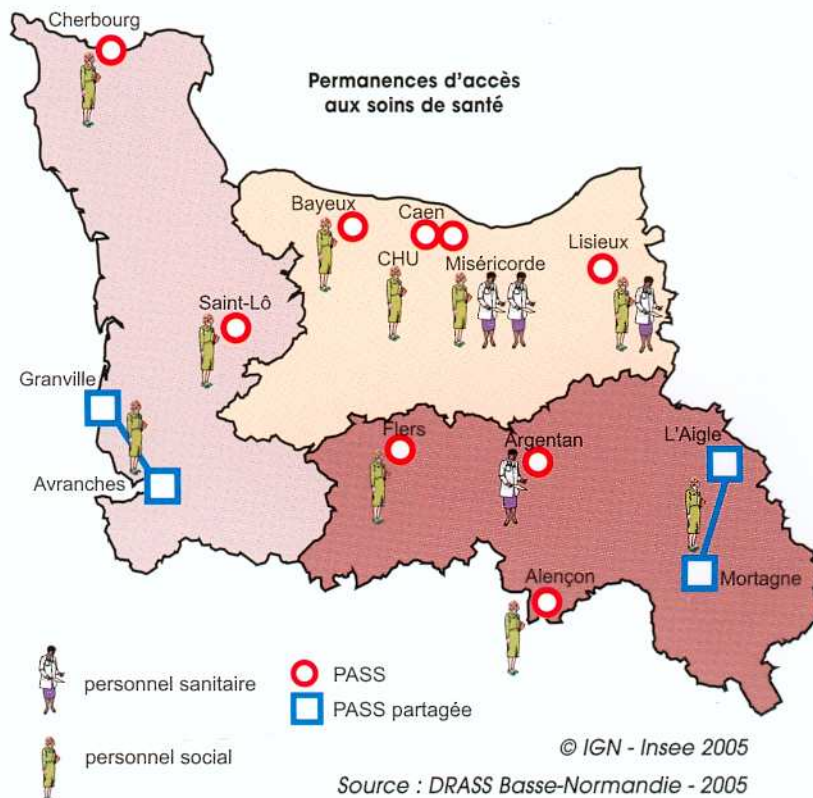 Cherbourg
Permanences d'accès
aux soins de santé
Bayeux
Caen
CHU
Miséricorde
Lisieux
Saint-Lô
Granville
Avranches
Flers
Argentan
L'Aigle
Mortagne
Alençon
personnel sanitaire
PASS
PASS partagée
personnel social
© IGN - Insee 2005
Source : DRASS Basse-Normandie - 2005